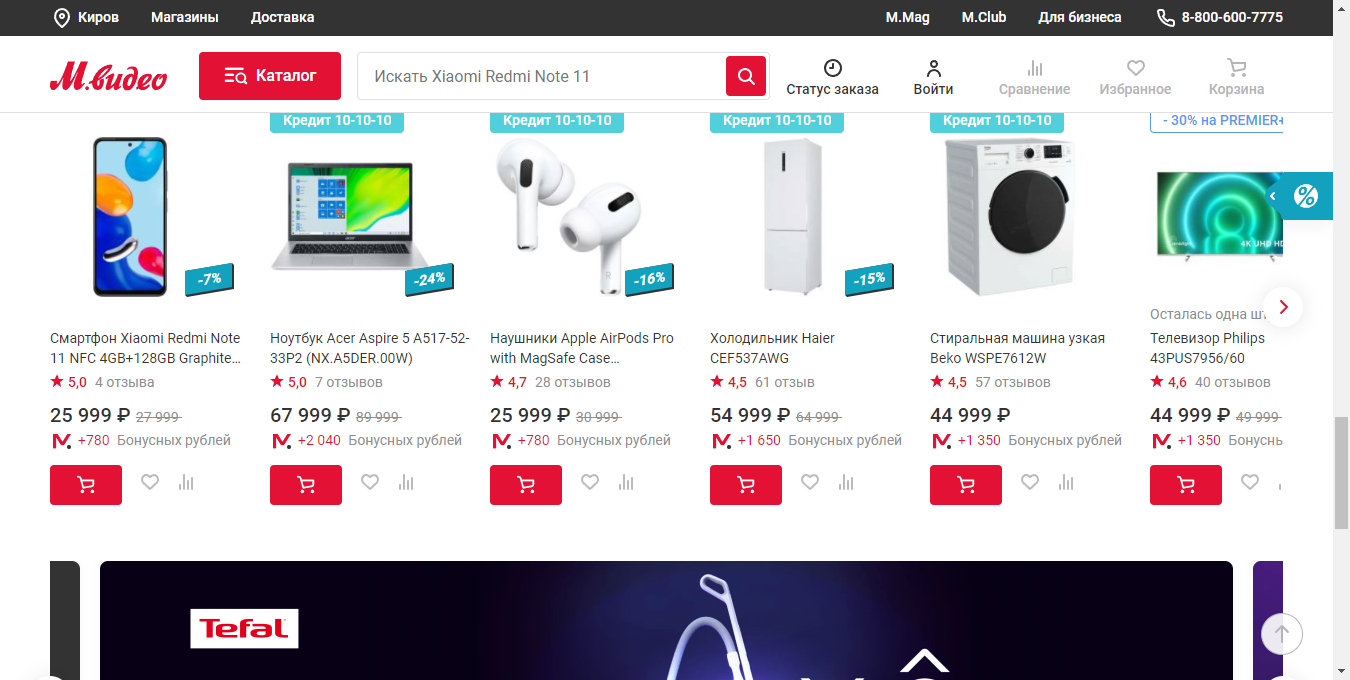 Киров Магазины Доставка M.Mag M.Club Для бизнеса 8-800-600-7775
М.видео Каталог Искать Xiaomi Redmi Note 11 Статус заказа Войти Сравнение Избранное Корзина
Кредит 10-10-10 Кредит 10-10-10 Кредит 10-10-10 Кредит 10-10-10 - 30% на PREMIER+
4K UHD HD
-7% -24% -16% -15%
Осталась одна шт
Смартфон Xiaomi Redmi Note
11 NFC 4GB+128GB Graphite…
5,0 4 отзыва
25 999 ₽ 27 999
+780 Бонусных рублей
Ноутбук Acer Aspire 5 A517-52-
33P2 (NX.A5DER.00W)
5,0 7 отзывов
67 999 ₽ 89 999
+2 040 Бонусных рублей
Наушники Apple AirPods Pro
with MagSafe Case…
4,7 28 отзывов
25 999 ₽ 30 999
+780 Бонусных рублей
Холодильник Haier
CEF537AWG
4,5 61 отзыв
54 999 ₽ 64 999
+1 650 Бонусных рублей
Стиральная машина узкая
Beko WSPE7612W
4,5 57 отзывов
44 999 ₽
+1 350 Бонусных рублей
Телевизор Philips
43PUS7956/60
4,6 40 отзывов
44 999 ₽ 49 999
+1 350 Бонусн
Tefal